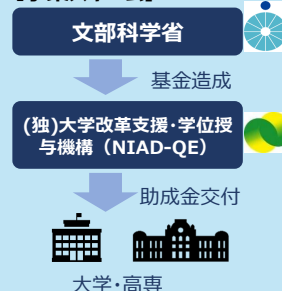 文部科学省
基金造成
(独)大学改革支援・学位授
与機構（NIAD-QE）
助成金交付
大学・高専